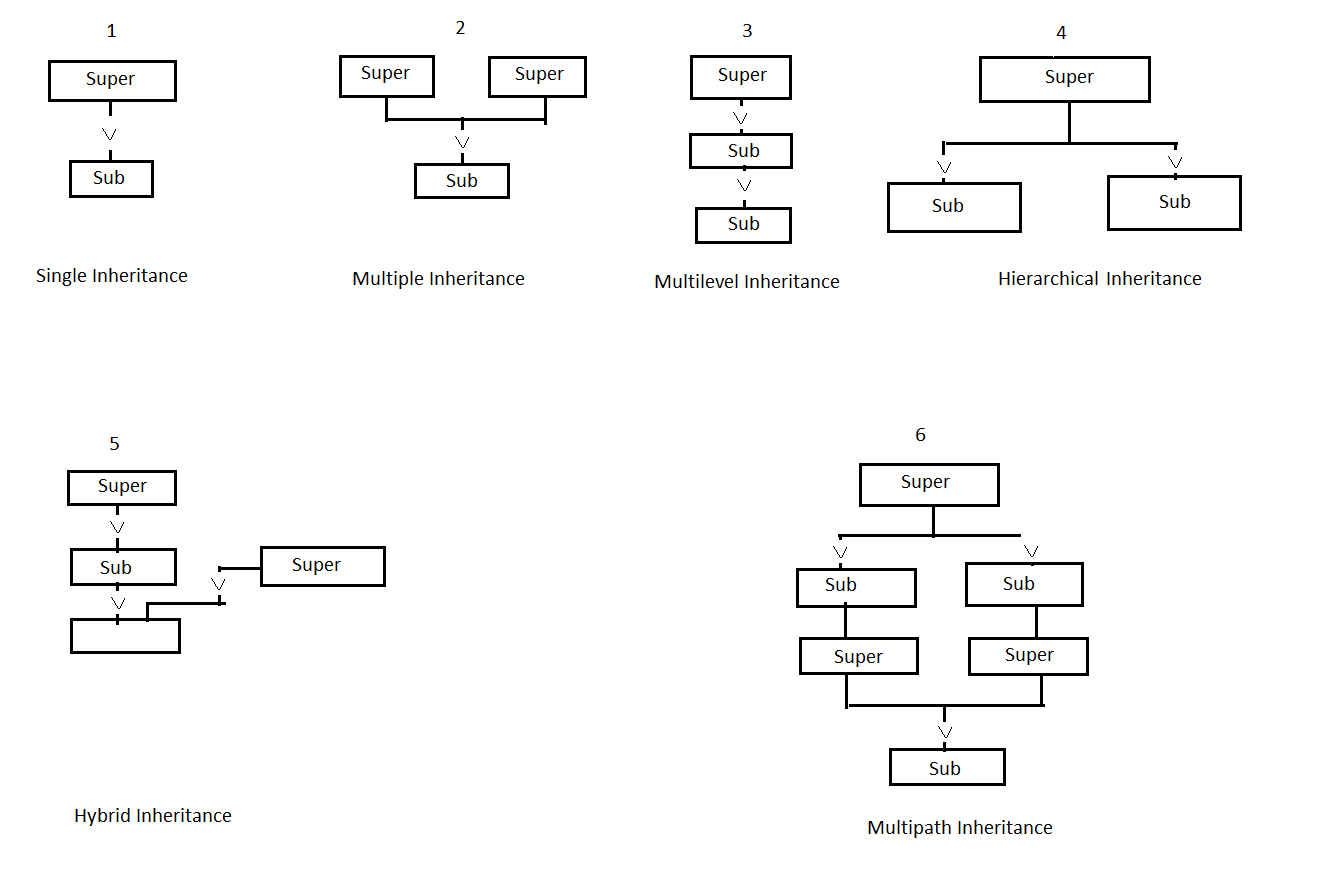 1
Super
Sub
Single Inheritance
2
Super Super
Sub
Multiple Inheritance
3
Super
Sub
Sub
Multilevel Inheritance
4
Super
Sub Sub
Hierarchical Inheritance
5
Super
Sub
Super
Hybrid Inheritance
6
Super
Sub Sub
Super Super
Sub
Multipath Inheritance